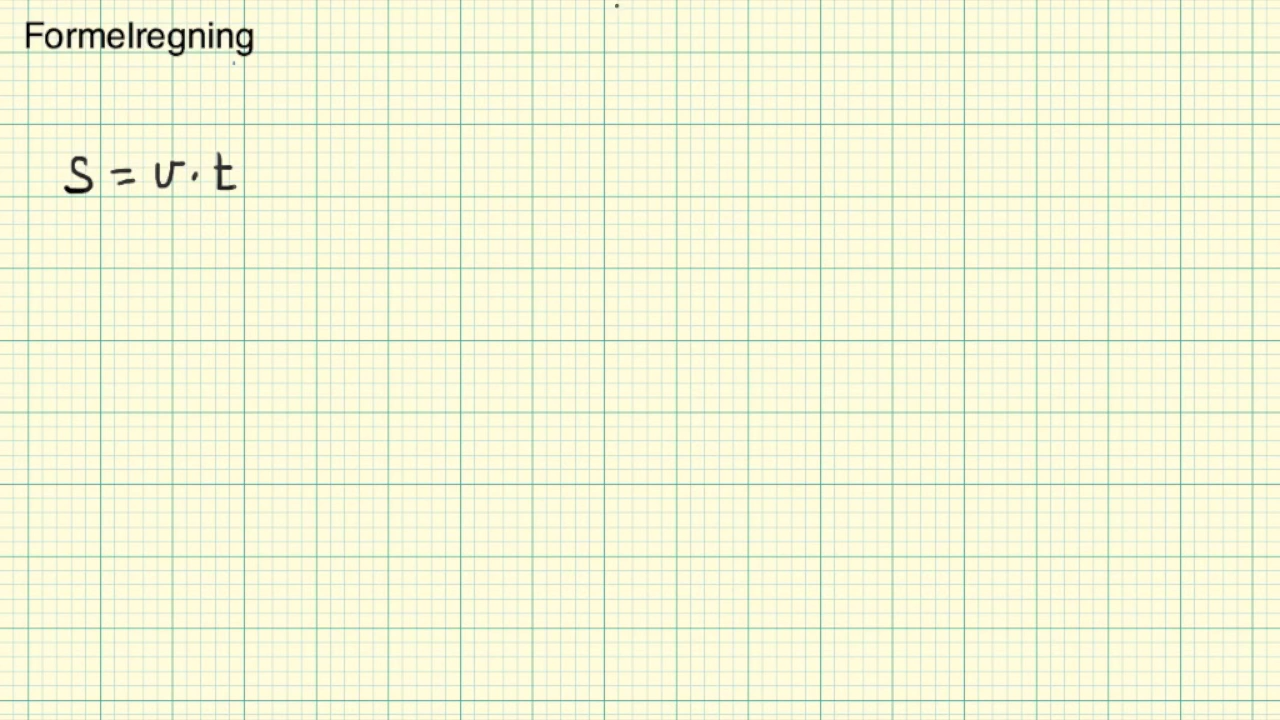 Formelregning
S = v · t